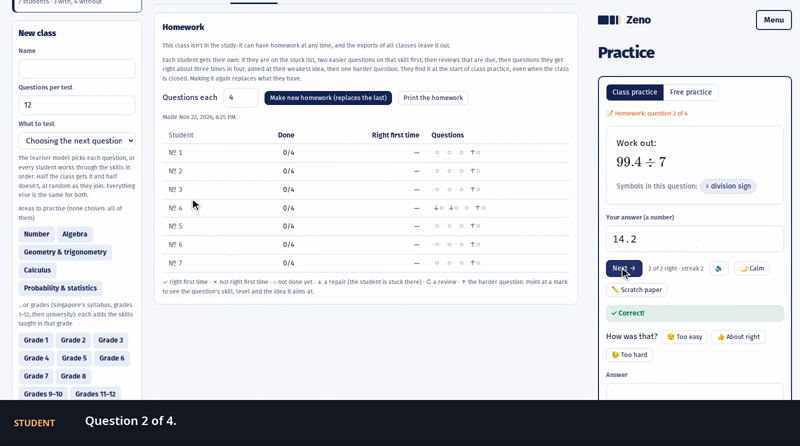 7 students · 3 with, 4 without
New class
Name
Questions per test
12
What to test
Choosing the next question
The learner model picks each question, or
every student works through the skills in
order. Half the class gets it and half
doesn't, at random as they join. Everything
else is the same for both.
Areas to practise (none chosen: all of
them)
Number
Algebra
Geometry & trigonometry
Calculus
Probability & statistics
...or grades (Singapore's syllabus, grades
1–12, then university): each adds the skills
taught in that grade
Grade 1
Grade 2
Grade 3
Grade 4
Grade 5
Grade 6
Grade 7
Grade 8
Grades 9–10
Grades 11–12
Homework
This class isn't in the study: it can have homework at any time, and the exports of all classes leave it out.
Each student gets their own: if they are on the stuck list, two easier questions on that skill first; then reviews that are due, then questions they get
right about three times in four, aimed at their weakest idea, then one harder question. They find it at the start of class practice, even when the class
is closed. Making it again replaces what they have.
Questions each
4
Make new homework (replaces the last)
Print the homework
Made Nov 22, 2026, 6:25 PM.
Student Done Right first time Questions
№ 1 0/4 — ○ ○ ○ ↑○
№ 2 0/4 — ○ ○ ○ ↑○
№ 3 0/4 — ○ ○ ○ ↑○
№ 4 0/4 — ↓○ ↓○ ○ ↑○
№ 5 0/4 — ○ ○ ○ ↑○
№ 6 0/4 — ○ ○ ○ ↑○
№ 7 0/4 — ○ ○ ○ ↑○
✓ right first time · × not right first time · ○ not done yet · ↓ a repair (the student is stuck there) · ↻ a review · ↑ the harder question. Point at a mark
to see the question's skill, level and the idea it aims at.
Zeno
Menu
Practice
Class practice
Free practice
📝 Homework: question 2 of 4
Work out:
99.4 ÷ 7
Symbols in this question: ÷ division sign
Your answer (a number)
14.2
Next →
2 of 2 right · streak 2
🔊
🌙 Calm
✏️ Scratch paper
✓ Correct!
How was that?
😴 Too easy
👍 About right
😓 Too hard
Answer
STUDENT
Question 2 of 4.